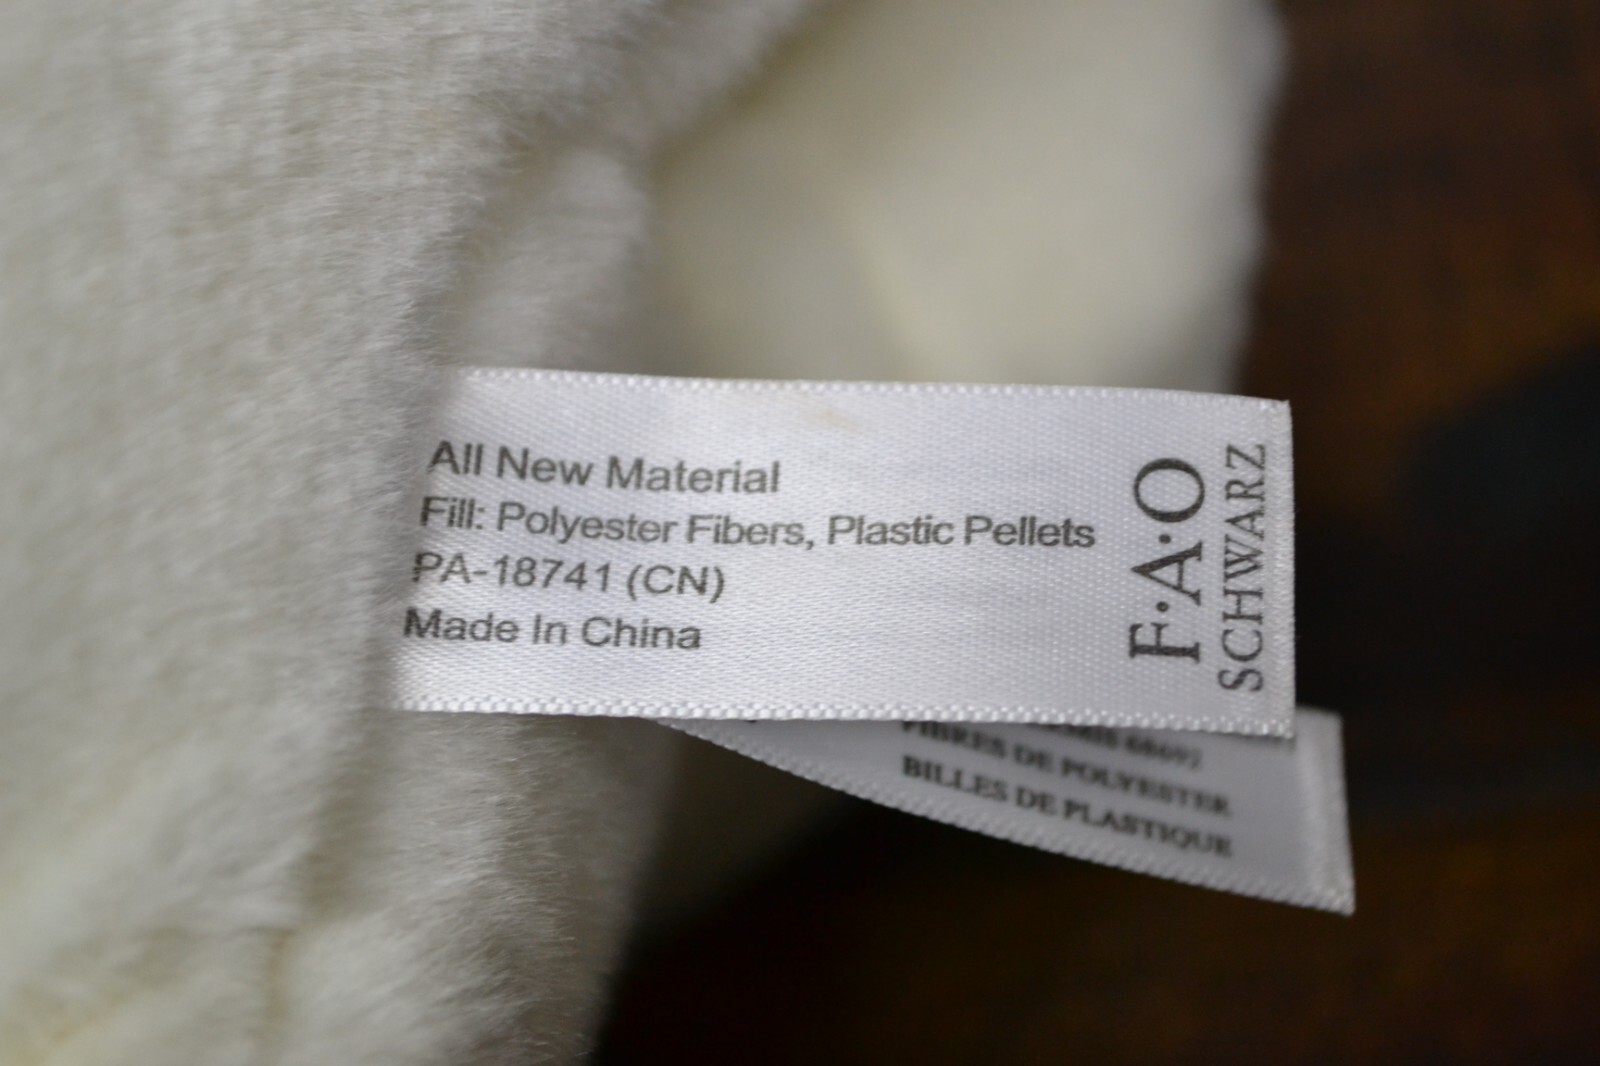 All New Material
Fill: Polyester Fibers, Plastic Pellets
PA-18741 (CN)
Made In China
F·A·O
SCHWARZ
FIBRES DE POLYESTER
BILLES DE PLASTIQUE